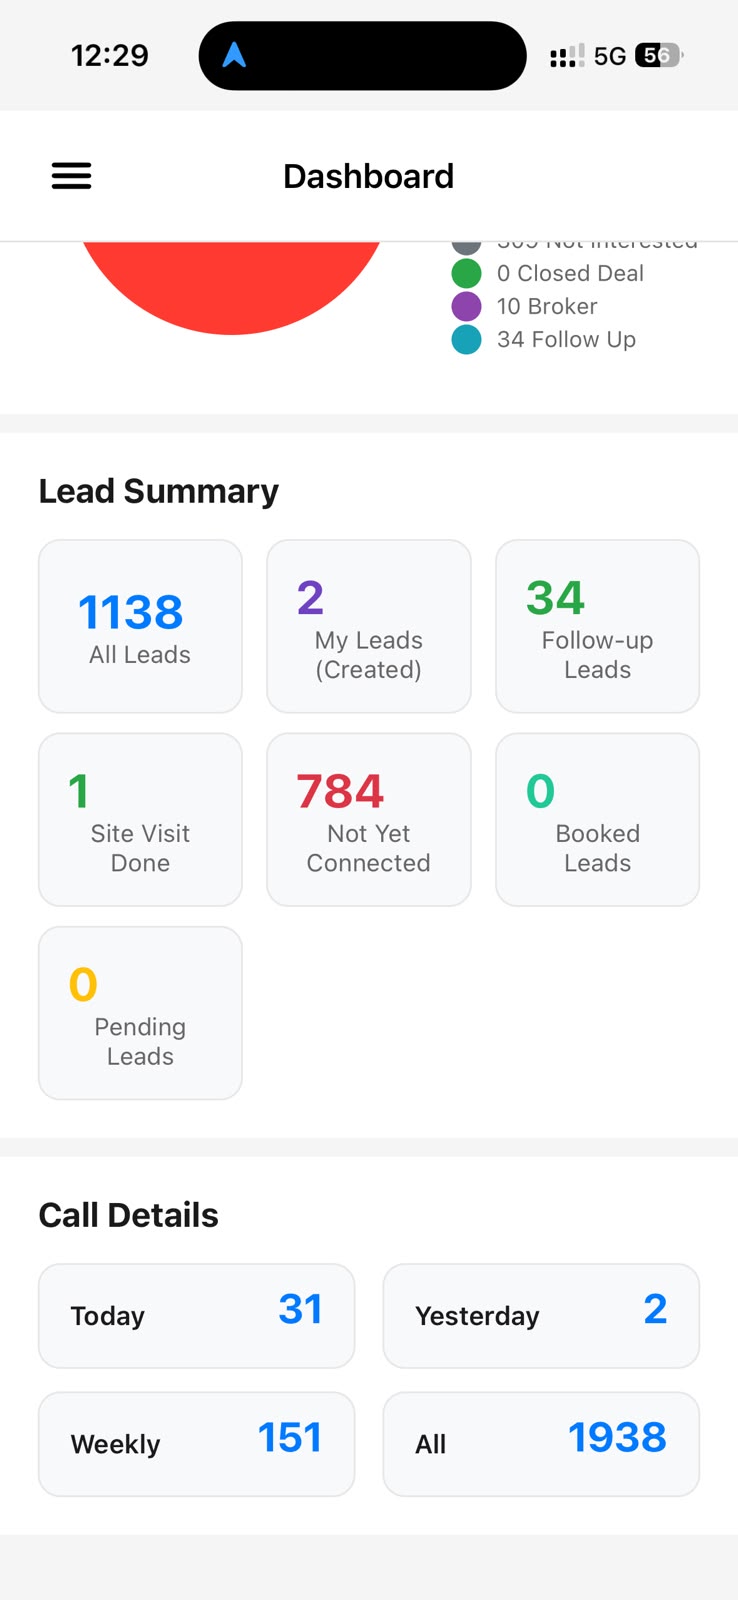 12:29
5G
56
Dashboard
Not Interested
0 Closed Deal
10 Broker
34 Follow Up
Lead Summary
1138
All Leads
2
My Leads
(Created)
34
Follow-up
Leads
1
Site Visit
Done
784
Not Yet
Connected
0
Booked
Leads
0
Pending
Leads
Call Details
Today 31
Yesterday 2
Weekly 151
All 1938